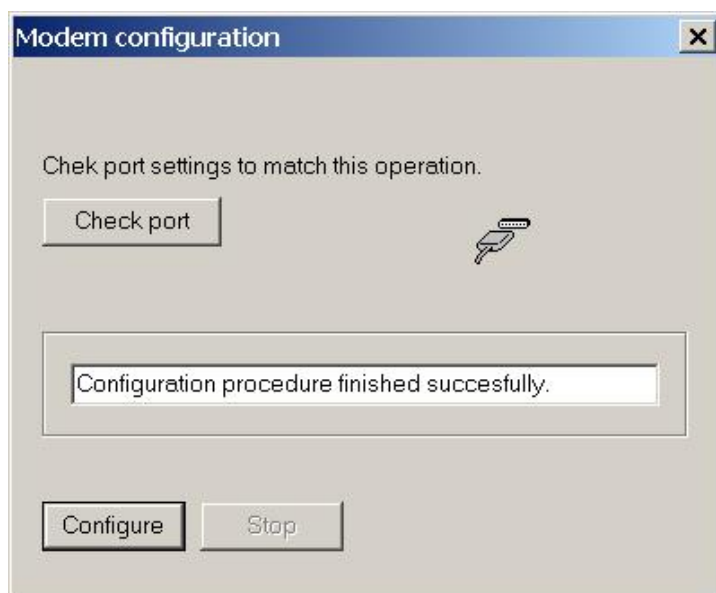 Modem configuration
Chek port settings to match this operation.
Check port
Configuration procedure finished succesfully.
Configure
Stop